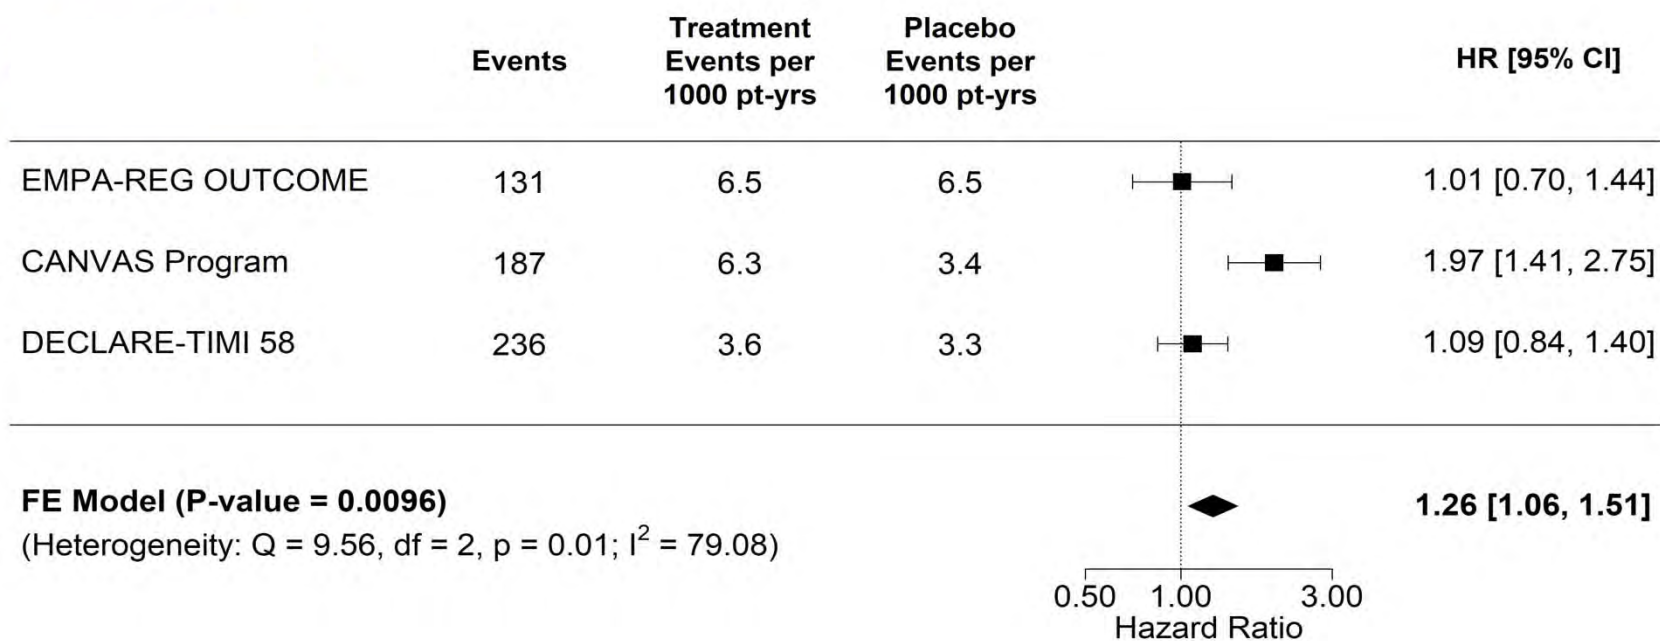 Events Treatment Events per 1000 pt-yrs Placebo Events per 1000 pt-yrs HR [95% CI]
EMPA-REG OUTCOME 131 6.5 6.5 1.01 [0.70, 1.44]
CANVAS Program 187 6.3 3.4 1.97 [1.41, 2.75]
DECLARE-TIMI 58 236 3.6 3.3 1.09 [0.84, 1.40]
FE Model (P-value = 0.0096) 1.26 [1.06, 1.51]
(Heterogeneity: Q = 9.56, df = 2, p = 0.01; I² = 79.08)
0.50 1.00 3.00
Hazard Ratio